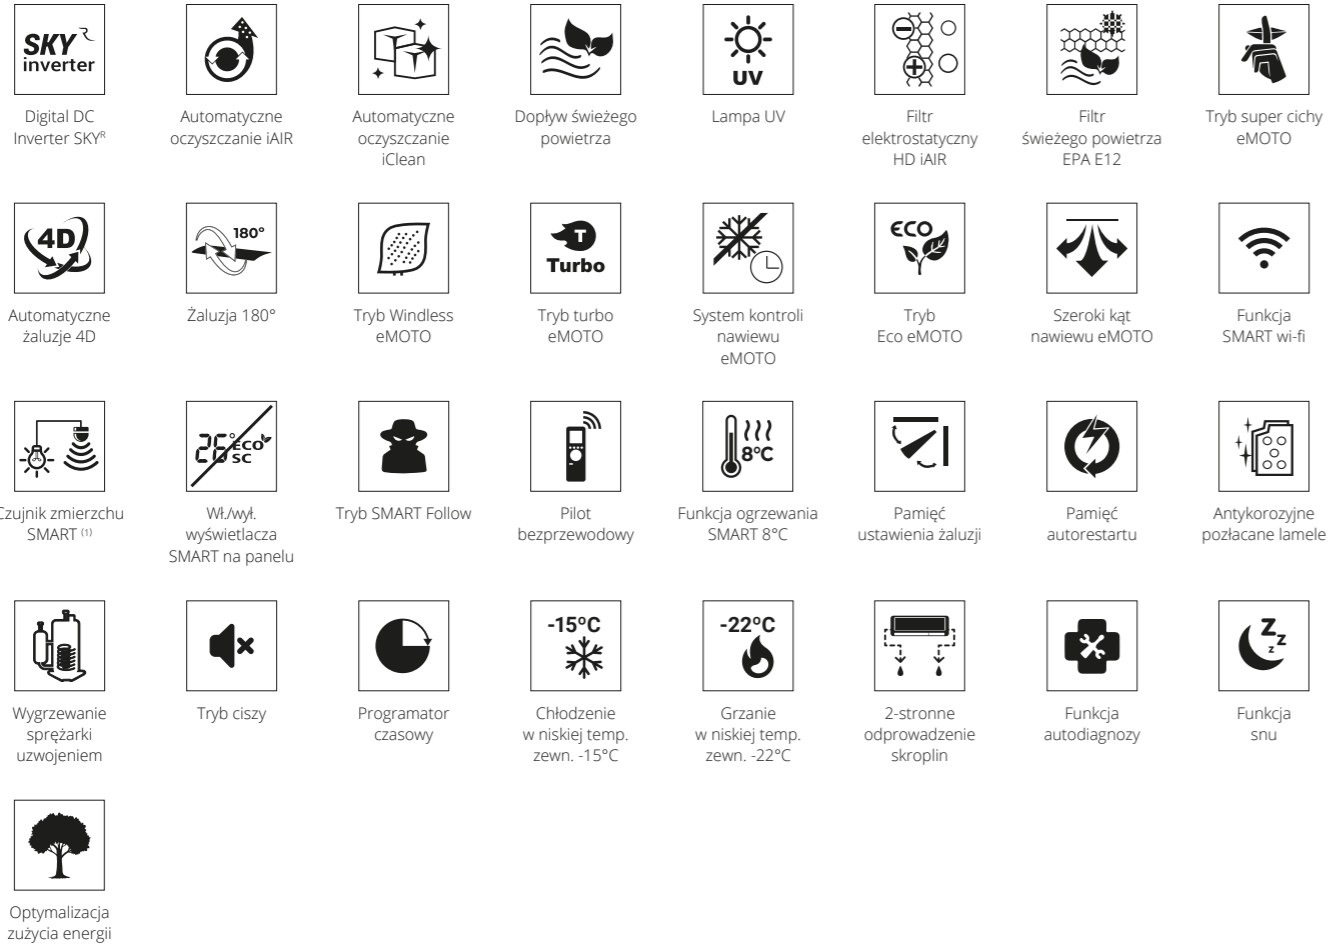 SKY R
inverter
Digital DC
Inverter SKYR
Automatyczne
oczyszczanie iAIR
Automatyczne
oczyszczanie
iClean
Dopływ świeżego
powietrza
UV
Lampa UV
Filtr
elektrostatyczny
HD iAIR
Filtr
świeżego powietrza
EPA E12
Tryb super cichy
eMOTO
4D
Automatyczne
żaluzje 4D
180°
Żaluzja 180°
Tryb Windless
eMOTO
T
Turbo
Tryb turbo
eMOTO
System kontroli
nawiewu
eMOTO
ECO
Tryb
Eco eMOTO
Szeroki kąt
nawiewu eMOTO
Funkcja
SMART wi-fi
Czujnik zmierzchu
SMART (1)
26° ECO
SC
Wł./wył.
wyświetlacza
SMART na panelu
Tryb SMART Follow
Pilot
bezprzewodowy
8°C
Funkcja ogrzewania
SMART 8°C
Pamięć
ustawienia żaluzji
Pamięć
autorestartu
Antykorozyjne
pozłacane lamele
Wygrzewanie
sprężarki
uzwojeniem
Tryb ciszy
Programator
czasowy
-15°C
Chłodzenie
w niskiej temp.
zewn. -15°C
-22°C
Grzanie
w niskiej temp.
zewn. -22°C
2-stronne
odprowadzenie
skroplin
Funkcja
autodiagnozy
Z z z
Funkcja
snu
Optymalizacja
zużycia energii